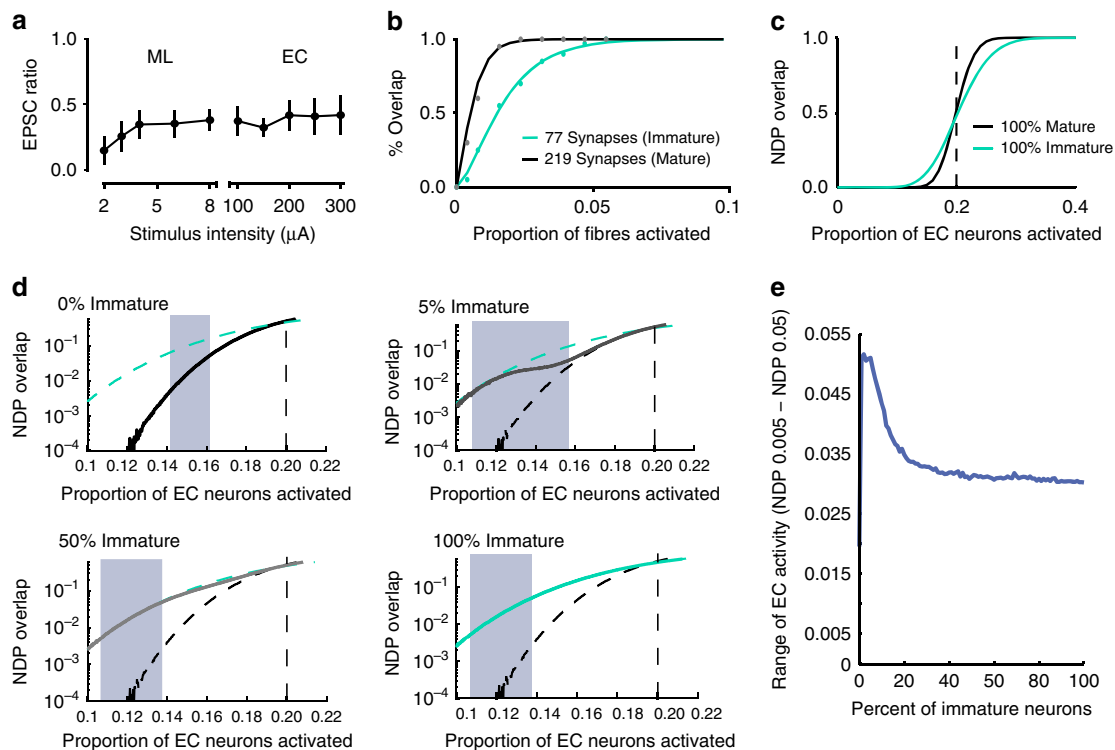 a
1.0
0.5
0.0
EPSC ratio
ML
EC
2
5
8
100
200
300
Stimulus intensity (μA)
b
1.0
0.5
0.0
% Overlap
77 Synapses (Immature)
219 Synapses (Mature)
0
0.05
0.1
Proportion of fibres activated
c
1.0
0.5
0.0
NDP overlap
100% Mature
100% Immature
0
0.2
0.4
Proportion of EC neurons activated
d
0% Immature
10⁻¹
10⁻²
10⁻³
10⁻⁴
NDP overlap
0.1 0.12 0.14 0.16 0.18 0.20 0.22
Proportion of EC neurons activated
5% Immature
10⁻¹
10⁻²
10⁻³
10⁻⁴
NDP overlap
0.1 0.12 0.14 0.16 0.18 0.20 0.22
Proportion of EC neurons activated
50% Immature
10⁻¹
10⁻²
10⁻³
10⁻⁴
NDP overlap
0.1 0.12 0.14 0.16 0.18 0.20 0.22
Proportion of EC neurons activated
100% Immature
10⁻¹
10⁻²
10⁻³
10⁻⁴
NDP overlap
0.1 0.12 0.14 0.16 0.18 0.20 0.22
Proportion of EC neurons activated
e
0.055
0.045
0.035
0.030
0.015
0.005
0
Range of EC activity (NDP 0.005 – NDP 0.05)
0 20 40 50 80 100
Percent of immature neurons